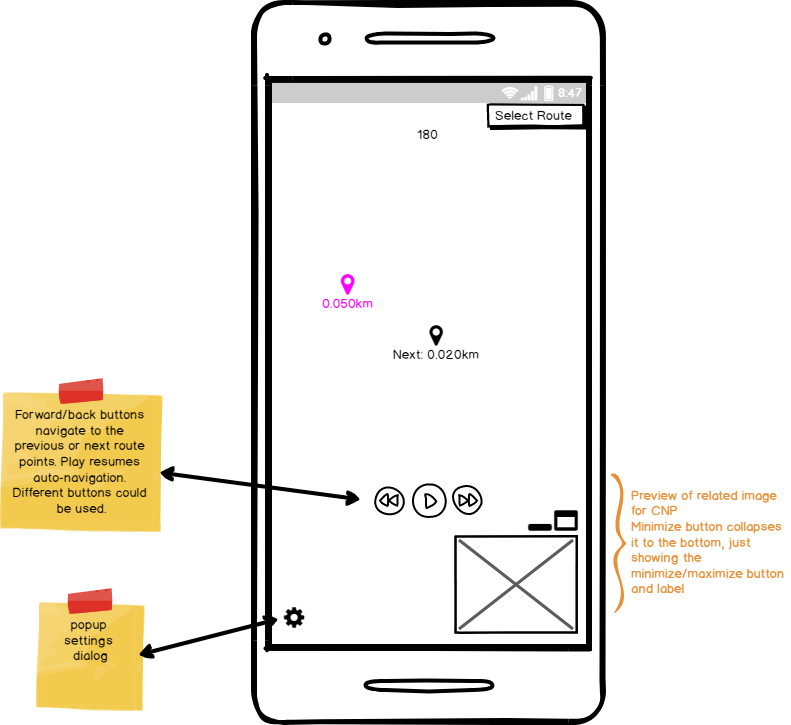 8:47
Select Route
180
0.050km
Next: 0.020km
Forward/back buttons
navigate to the
previous or next route
points. Play resumes
auto-navigation.
Different buttons could
be used.
Preview of related image
for CNP
Minimize button collapses
it to the bottom, just
showing the
minimize/maximize button
and label
popup
settings
dialog